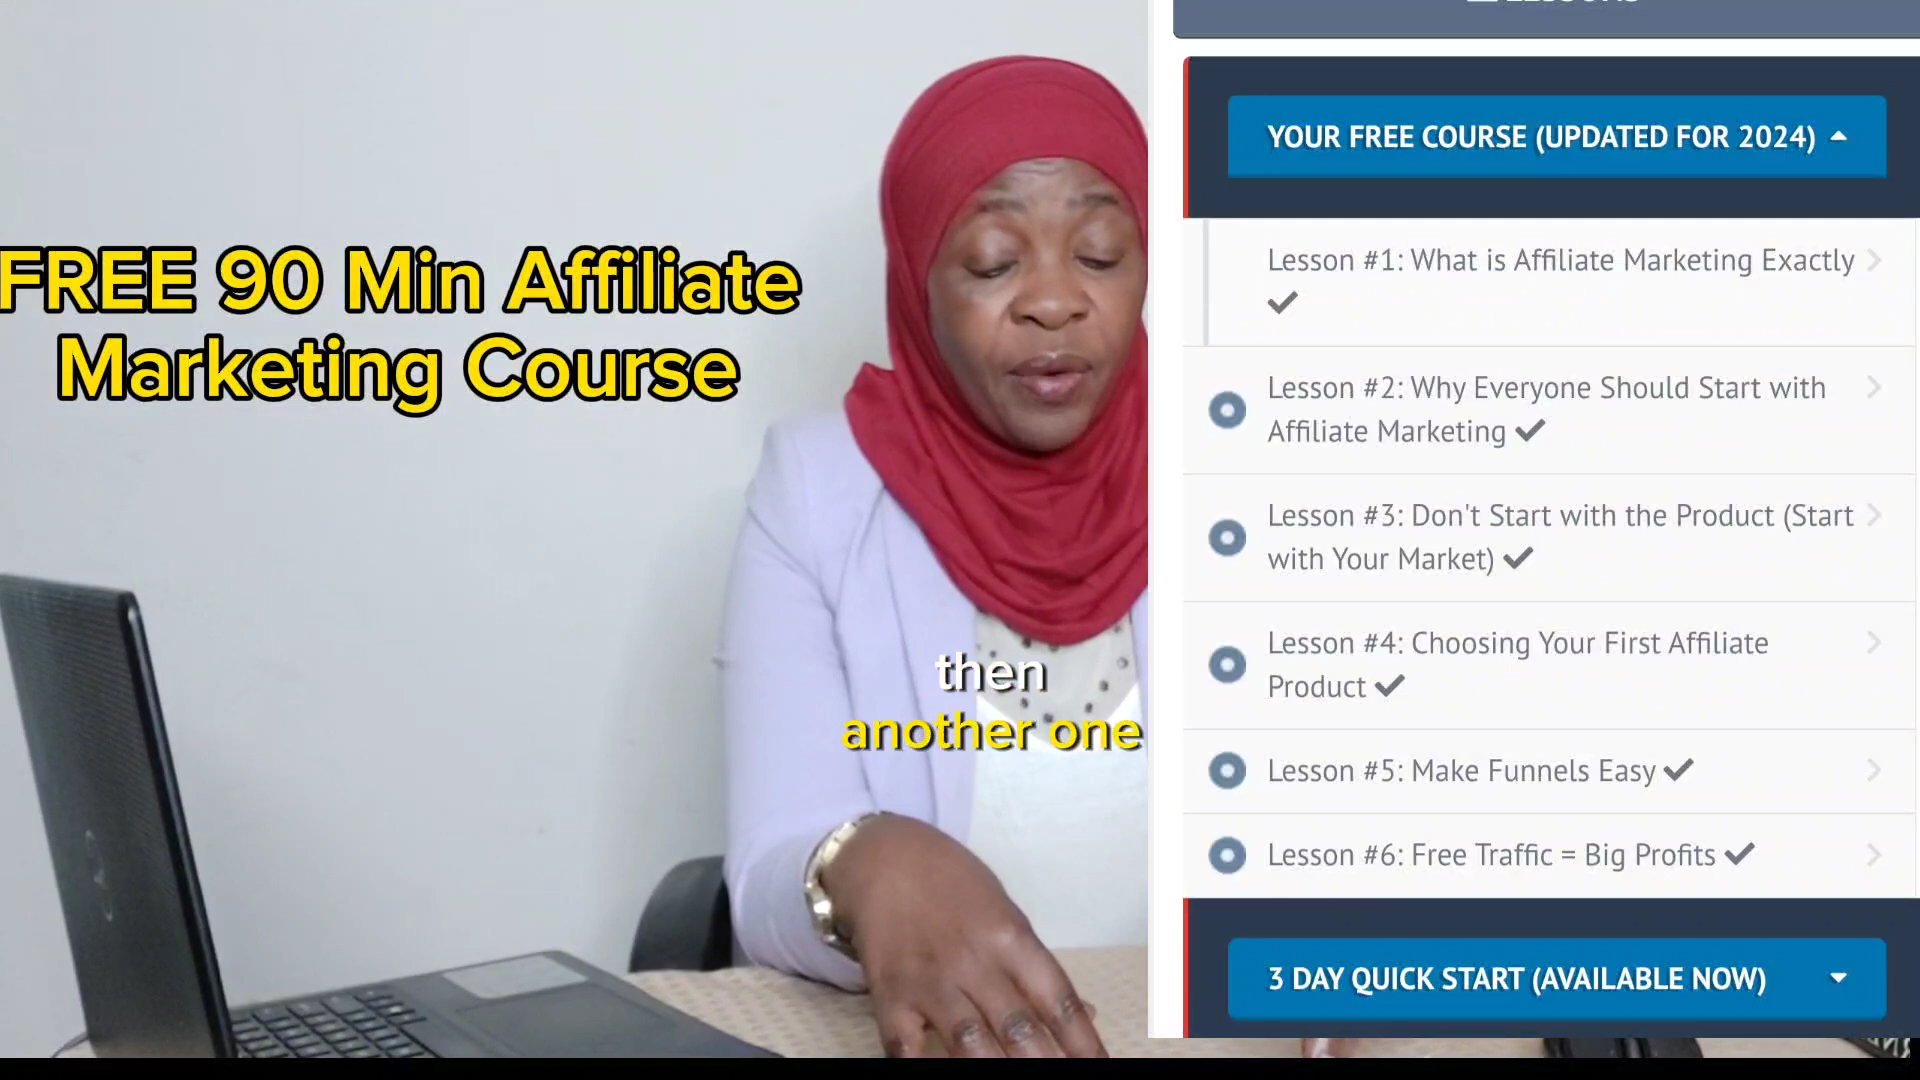 FREE 90 Min Affiliate
Marketing Course
then
another one
YOUR FREE COURSE (UPDATED FOR 2024)
Lesson #1: What is Affiliate Marketing Exactly
Lesson #2: Why Everyone Should Start with
Affiliate Marketing
Lesson #3: Don't Start with the Product (Start
with Your Market)
Lesson #4: Choosing Your First Affiliate
Product
Lesson #5: Make Funnels Easy
Lesson #6: Free Traffic = Big Profits
3 DAY QUICK START (AVAILABLE NOW)